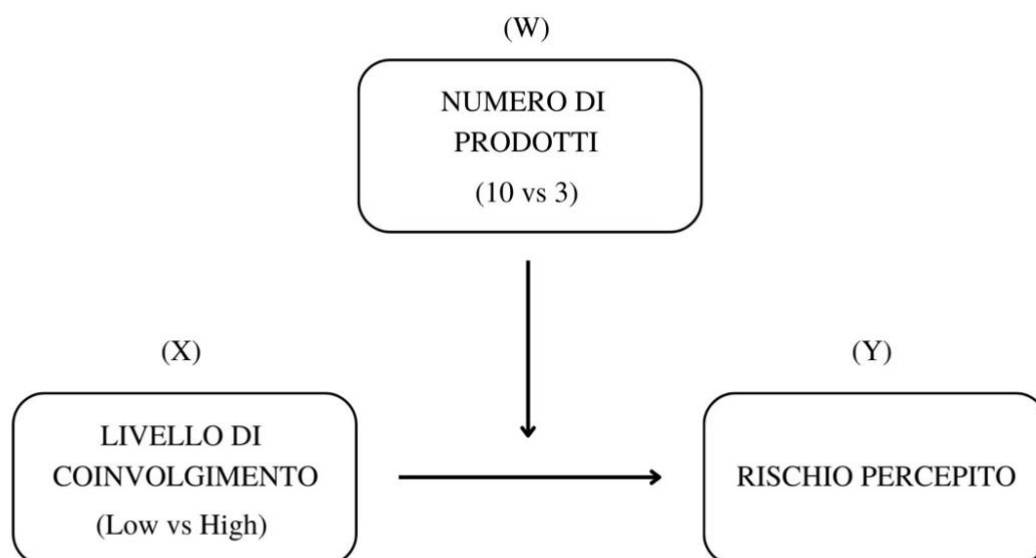 (W)
NUMERO DI
PRODOTTI
(10 vs 3)
(X)
(Y)
LIVELLO DI
COINVOLGIMENTO
(Low vs High)
RISCHIO PERCEPITO